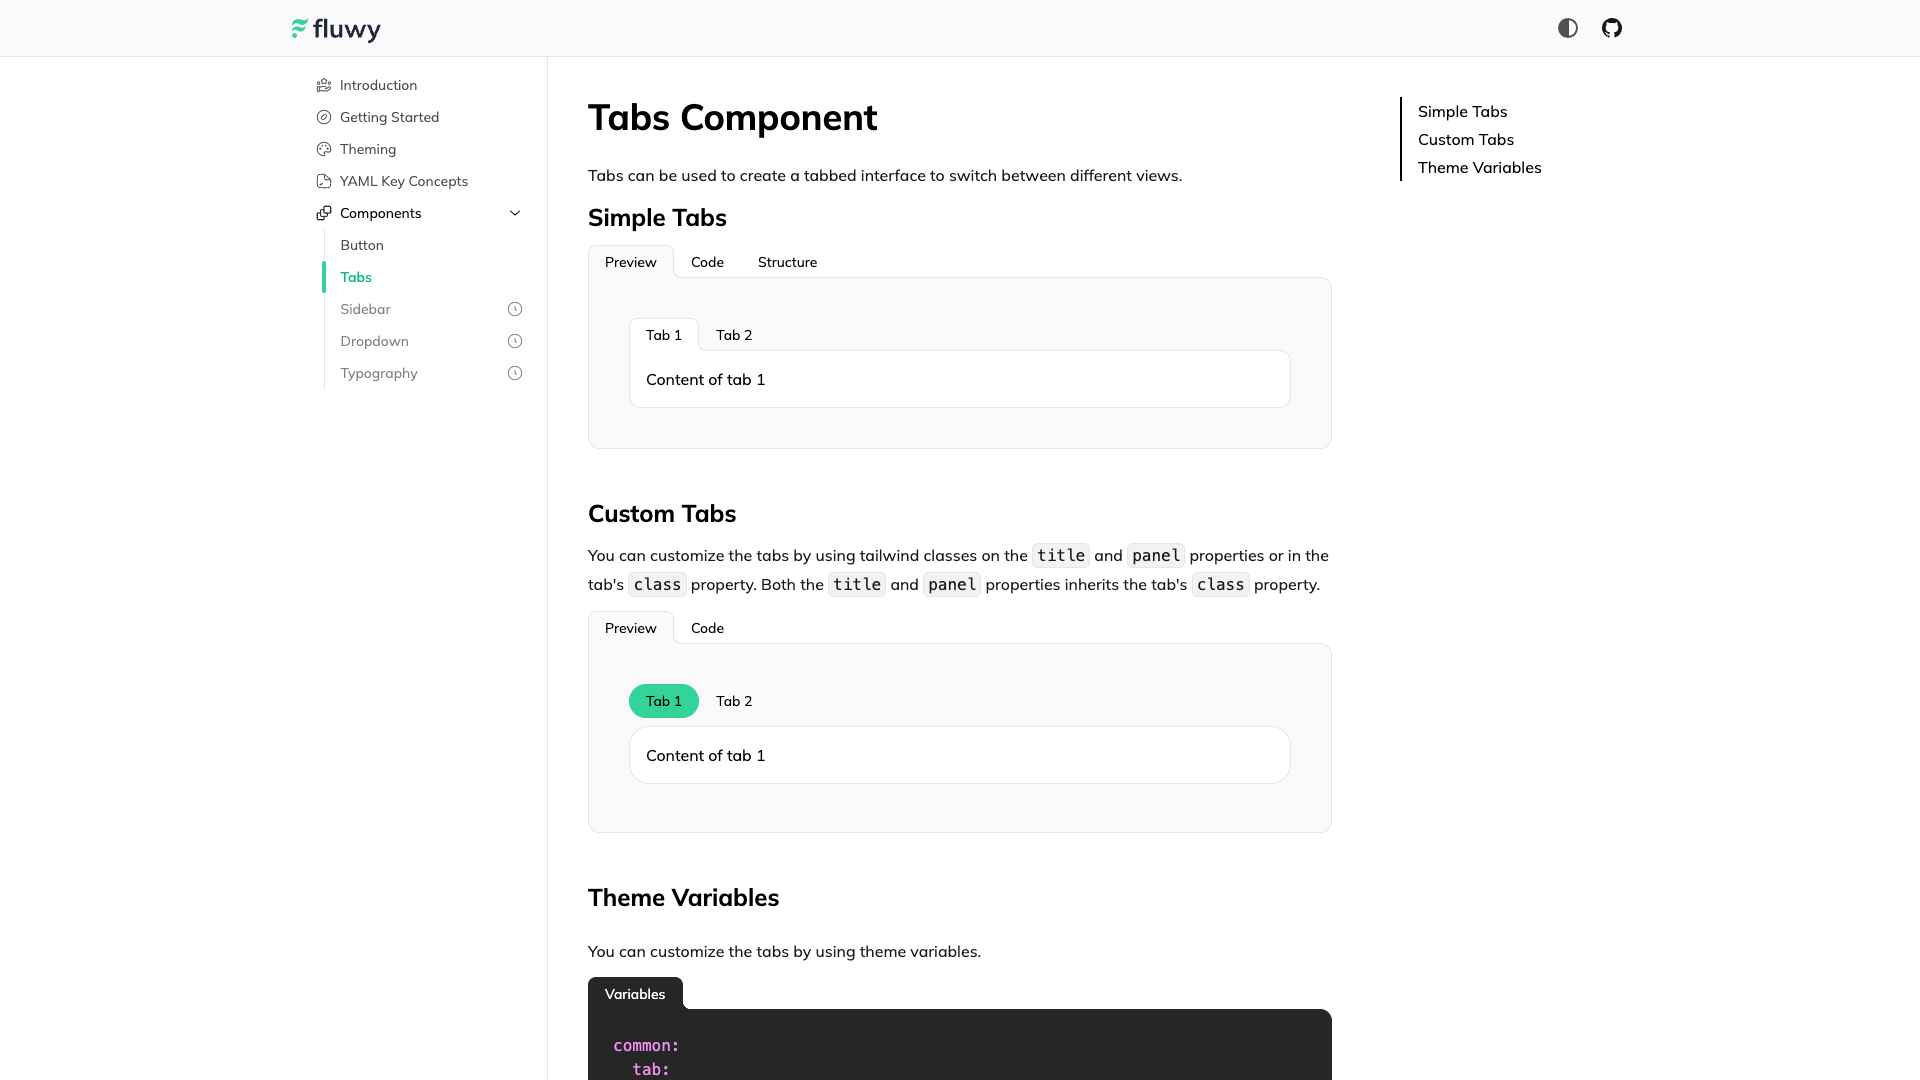 fluwy
Introduction
Getting Started
Theming
YAML Key Concepts
Components
Button
Tabs
Sidebar
Dropdown
Typography
Tabs Component
Tabs can be used to create a tabbed interface to switch between different views.
Simple Tabs
Preview Code Structure
Tab 1 Tab 2
Content of tab 1
Custom Tabs
You can customize the tabs by using tailwind classes on the title and panel properties or in the
tab's class property. Both the title and panel properties inherits the tab's class property.
Preview Code
Tab 1 Tab 2
Content of tab 1
Theme Variables
You can customize the tabs by using theme variables.
Variables
common:
tab:
Simple Tabs
Custom Tabs
Theme Variables